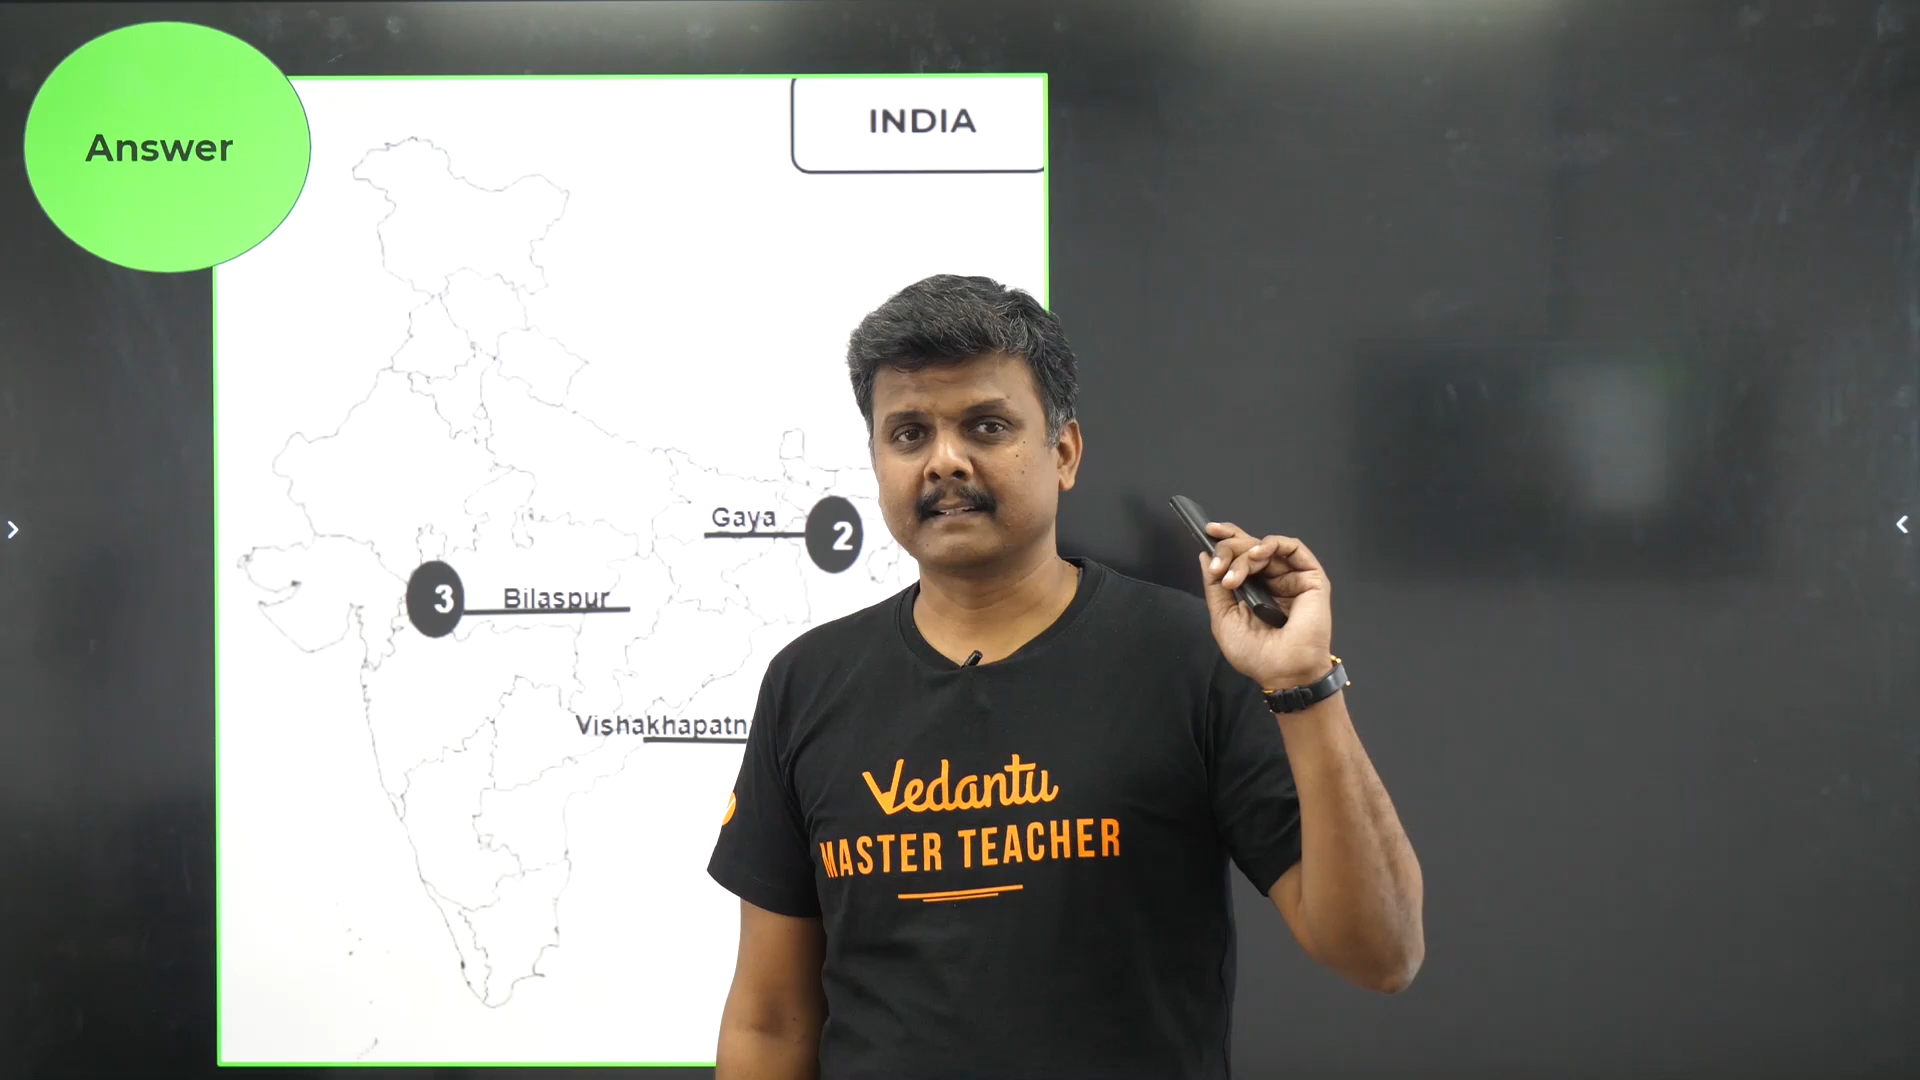 Answer
INDIA
Gaya
2
3
Bilaspur
Vishakhapatn
Vedantu
MASTER TEACHER